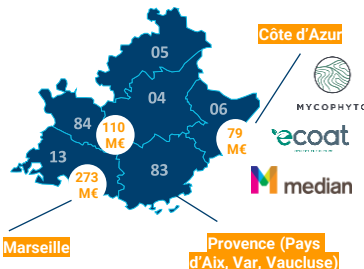 Côte d'Azur
05
04
06
MYCOPHYTO
84
110
M€
79
M€
ecoat
13
273
M€
83
median
Marseille
Provence (Pays
d'Aix, Var, Vaucluse)